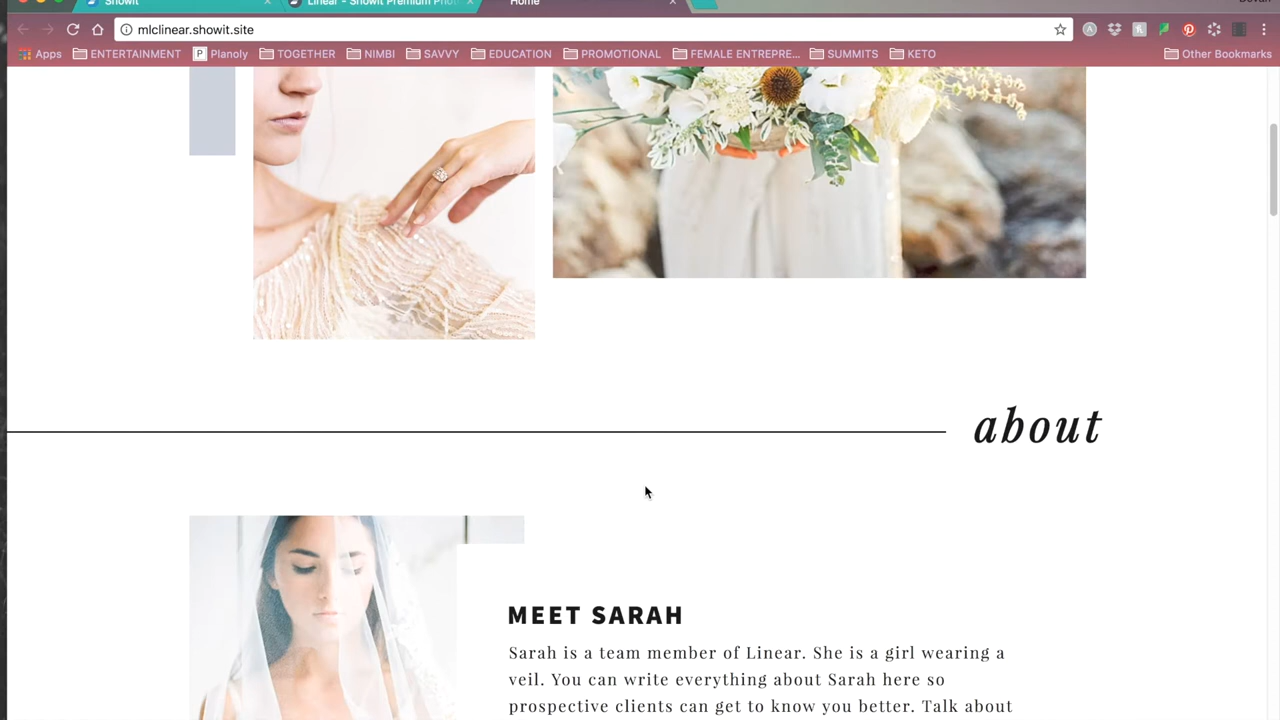 Showit
Linear - Showit Premium Phot
Home
mlclinear.showit.site
Apps
ENTERTAINMENT
Planoly
TOGETHER
NIMBI
SAVVY
EDUCATION
PROMOTIONAL
FEMALE ENTREPRE...
SUMMITS
KETO
Other Bookmarks
about
MEET SARAH
Sarah is a team member of Linear. She is a girl wearing a
veil. You can write everything about Sarah here so
prospective clients can get to know you better. Talk about